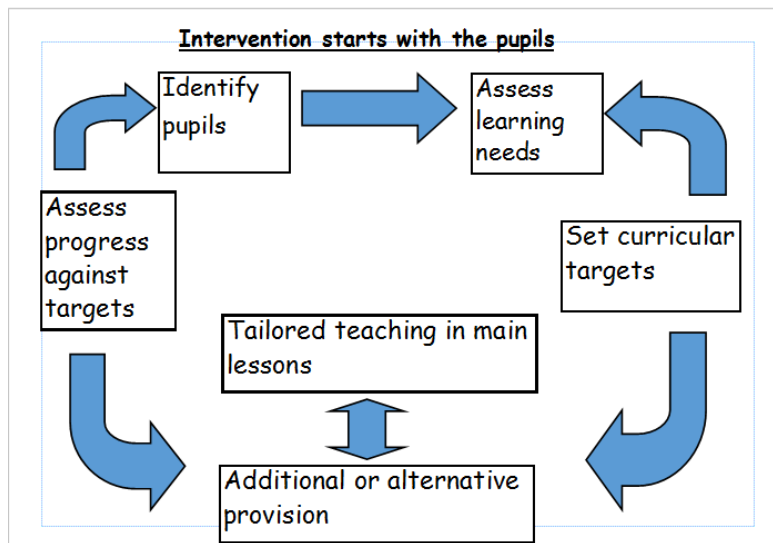 Intervention starts with the pupils
Identify
pupils
Assess
learning
needs
Assess
progress
against
targets
Set curricular
targets
Tailored teaching in main
lessons
Additional or alternative
provision